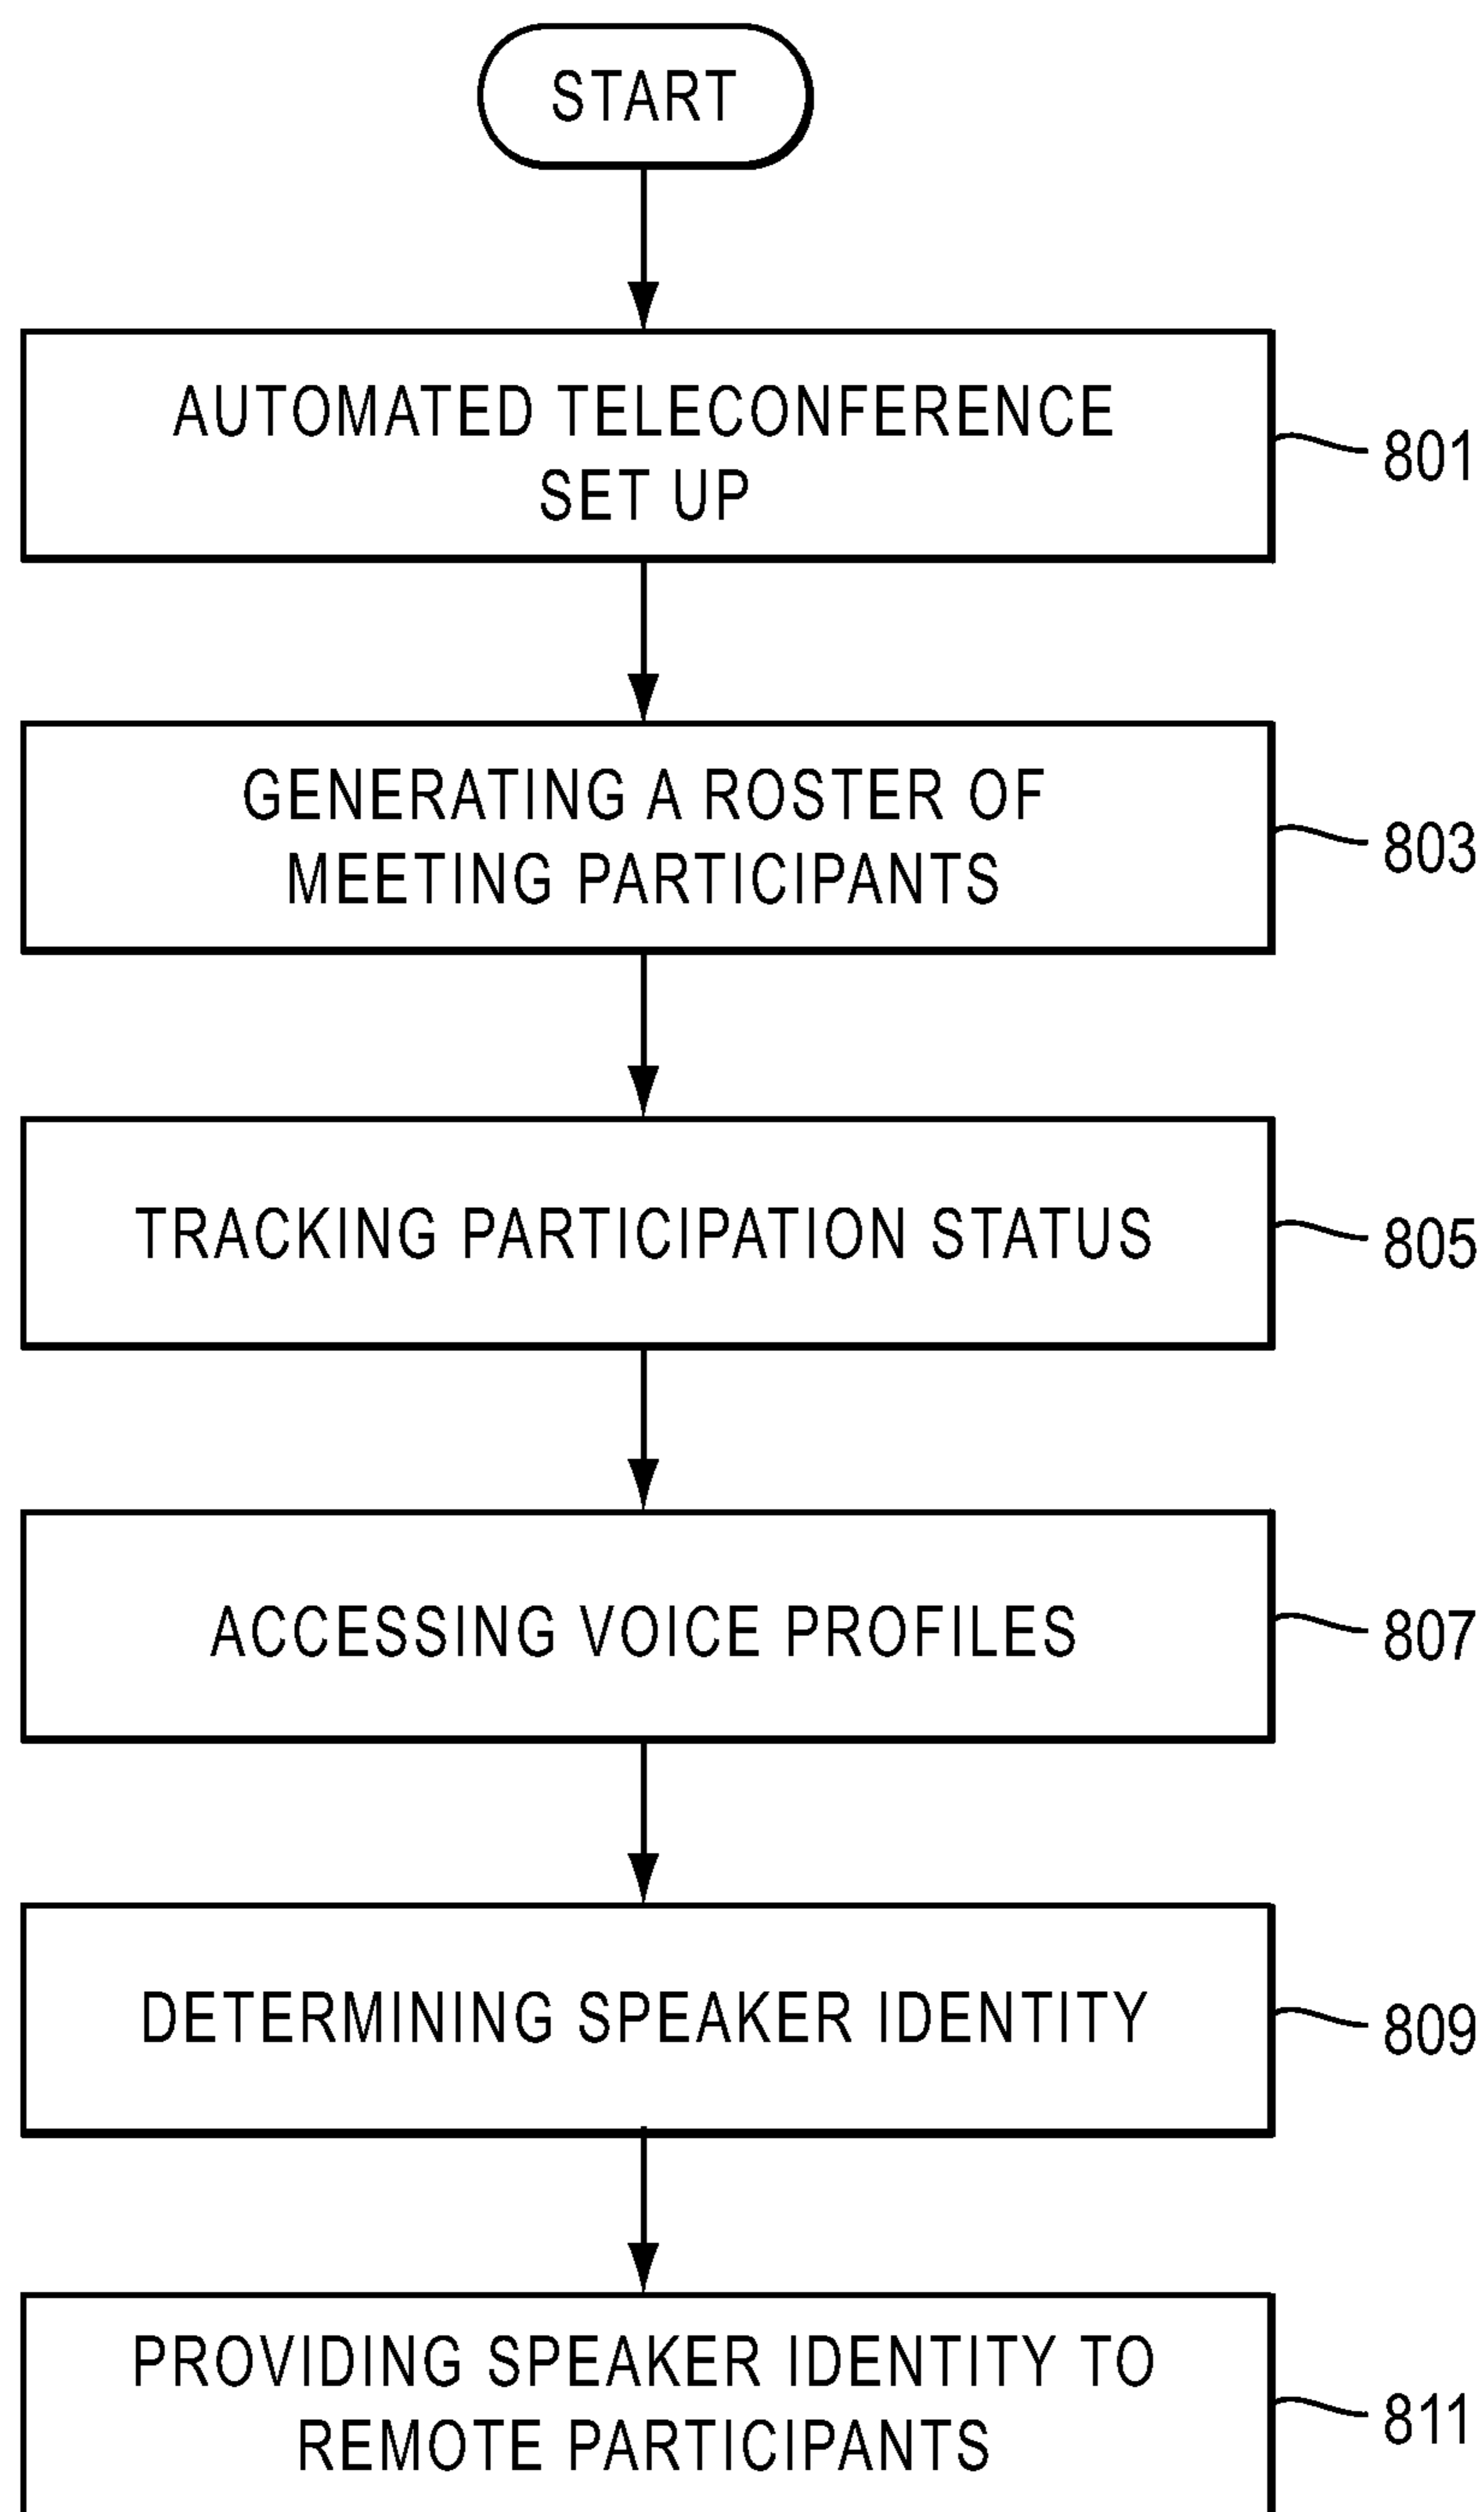 START
AUTOMATED TELECONFERENCE
SET UP
801
GENERATING A ROSTER OF
MEETING PARTICIPANTS
803
TRACKING PARTICIPATION STATUS
805
ACCESSING VOICE PROFILES
807
DETERMINING SPEAKER IDENTITY
809
PROVIDING SPEAKER IDENTITY TO
REMOTE PARTICIPANTS
811